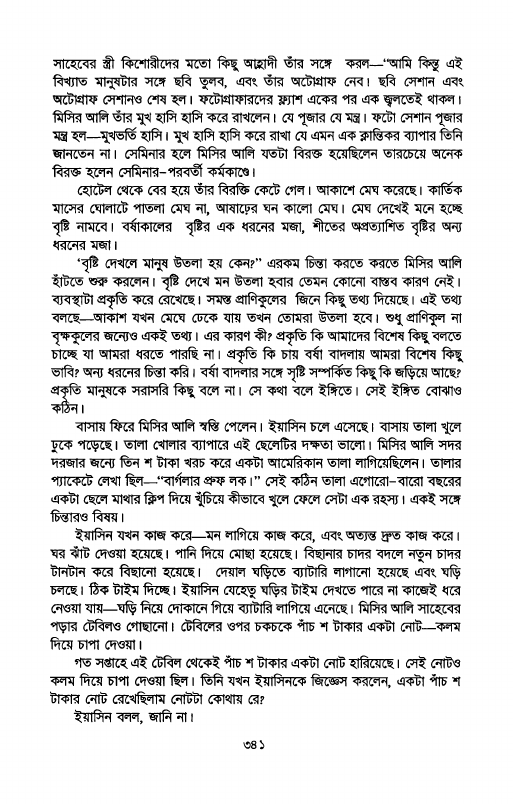 সাহেবের স্ত্রী কিশোরীদের মতো কিছু আহ্লাদী তাঁর সঙ্গে করল—“আমি কিন্তু এই
বিখ্যাত মানুষটার সঙ্গে ছবি তুলব, এবং তাঁর অটোগ্রাফ নেব। ছবি সেশান এবং
অটোগ্রাফ সেশানও শেষ হল। ফটোগ্রাফারদের ফ্ল্যাশ একের পর এক জ্বলতেই থাকল।
মিসির আলি তাঁর মুখ হাসি হাসি করে রাখলেন। যে পূজার যে মন্ত্র। ফটো সেশান পূজার
মন্ত্র হল—মুখভর্তি হাসি। মুখ হাসি হাসি করে রাখা যে এমন এক ক্লান্তিকর ব্যাপার তিনি
জানতেন না। সেমিনার হলে মিসির আলি যতটা বিরক্ত হয়েছিলেন তারচেয়ে অনেক
বিরক্ত হলেন সেমিনার-পরবর্তী কর্মকাণ্ডে।
হোটেল থেকে বের হয়ে তাঁর বিরক্তি কেটে গেল। আকাশে মেঘ করেছে। কার্তিক
মাসের ঘোলাটে পাতলা মেঘ না, আষাঢ়ের ঘন কালো মেঘ। মেঘ দেখেই মনে হচ্ছে
বৃষ্টি নামবে। বর্ষাকালের বৃষ্টির এক ধরনের মজা, শীতের অপ্রত্যাশিত বৃষ্টির অন্য
ধরনের মজা।
‘বৃষ্টি দেখলে মানুষ উতলা হয় কেন?” এরকম চিন্তা করতে করতে মিসির আলি
হাঁটতে শুরু করলেন। বৃষ্টি দেখে মন উতলা হবার তেমন কোনো বাস্তব কারণ নেই।
ব্যবস্থাটা প্রকৃতি করে রেখেছে। সমস্ত প্রাণিকুলের জিনে কিছু তথ্য দিয়েছে। এই তথ্য
বলছে—আকাশ যখন মেঘে ঢেকে যায় তখন তোমরা উতলা হবে। শুধু প্রাণিকুল না
বৃক্ষকুলের জন্যেও একই তথ্য। এর কারণ কী? প্রকৃতি কি আমাদের বিশেষ কিছু বলতে
চাচ্ছে যা আমরা ধরতে পারছি না। প্রকৃতি কি চায় বর্ষা বাদলায় আমরা বিশেষ কিছু
ভাবি? অন্য ধরনের চিন্তা করি। বর্ষা বাদলার সঙ্গে সৃষ্টি সম্পর্কিত কিছু কি জড়িয়ে আছে?
প্রকৃতি মানুষকে সরাসরি কিছু বলে না। সে কথা বলে ইঙ্গিতে। সেই ইঙ্গিত বোঝাও
কঠিন।
বাসায় ফিরে মিসির আলি স্বস্তি পেলেন। ইয়াসিন চলে এসেছে। বাসায় তালা খুলে
ঢুকে পড়েছে। তালা খোলার ব্যাপারে এই ছেলেটির দক্ষতা ভালো। মিসির আলি সদর
দরজার জন্যে তিন শ টাকা খরচ করে একটা আমেরিকান তালা লাগিয়েছিলেন। তালার
প্যাকেটে লেখা ছিল—“বার্গলার প্রুফ লক।” সেই কঠিন তালা এগারো-বারো বছরের
একটা ছেলে মাথার ক্লিপ দিয়ে খুঁচিয়ে কীভাবে খুলে ফেলে সেটা এক রহস্য। একই সঙ্গে
চিন্তারও বিষয়।
ইয়াসিন যখন কাজ করে—মন লাগিয়ে কাজ করে, এবং অত্যন্ত দ্রুত কাজ করে।
ঘর ঝাঁট দেওয়া হয়েছে। পানি দিয়ে মোছা হয়েছে। বিছানার চাদর বদলে নতুন চাদর
টানটান করে বিছানো হয়েছে। দেয়াল ঘড়িতে ব্যাটারি লাগানো হয়েছে এবং ঘড়ি
চলছে। ঠিক টাইম দিচ্ছে। ইয়াসিন যেহেতু ঘড়ির টাইম দেখতে পারে না কাজেই ধরে
নেওয়া যায়—ঘড়ি নিয়ে দোকানে গিয়ে ব্যাটারি লাগিয়ে এনেছে। মিসির আলি সাহেবের
পড়ার টেবিলও গোছানো। টেবিলের ওপর চকচকে পাঁচ শ টাকার একটা নোট—কলম
দিয়ে চাপা দেওয়া।
গত সপ্তাহে এই টেবিল থেকেই পাঁচ শ টাকার একটা নোট হারিয়েছে। সেই নোটও
কলম দিয়ে চাপা দেওয়া ছিল। তিনি যখন ইয়াসিনকে জিজ্ঞেস করলেন, একটা পাঁচ শ
টাকার নোট রেখেছিলাম নোটটা কোথায় রে?
ইয়াসিন বলল, জানি না।
৩৪১